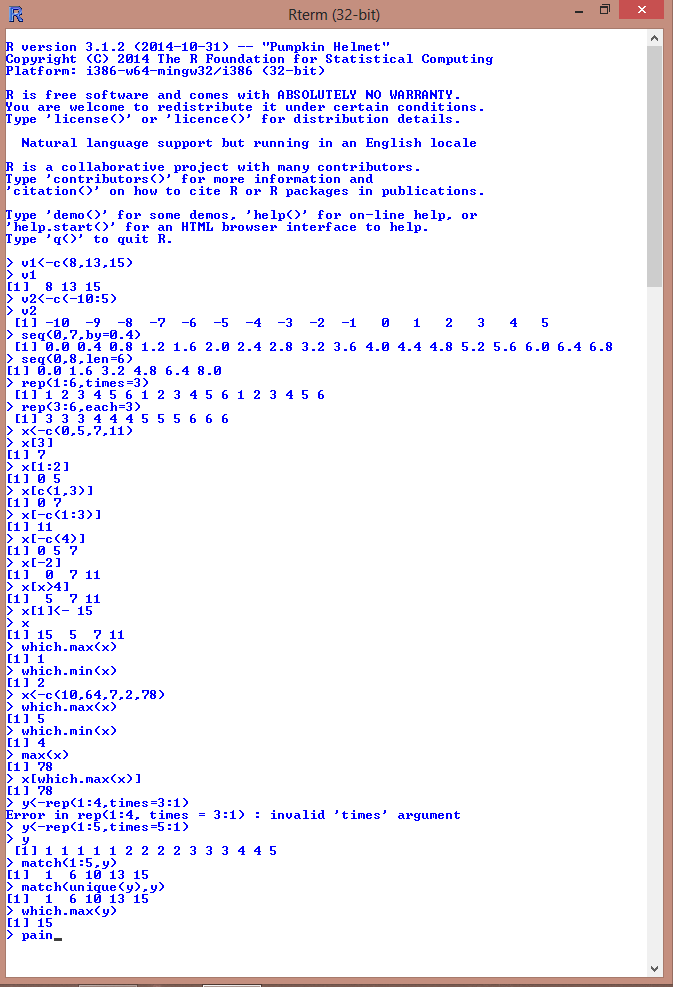 Rterm (32-bit)
R version 3.1.2 (2014-10-31) -- "Pumpkin Helmet"
Copyright (C) 2014 The R Foundation for Statistical Computing
Platform: i386-w64-mingw32/i386 (32-bit)
R is free software and comes with ABSOLUTELY NO WARRANTY.
You are welcome to redistribute it under certain conditions.
Type 'license()' or 'licence()' for distribution details.
Natural language support but running in an English locale
R is a collaborative project with many contributors.
Type 'contributors()' for more information and
'citation()' on how to cite R or R packages in publications.
Type 'demo()' for some demos, 'help()' for on-line help, or
'help.start()' for an HTML browser interface to help.
Type 'q()' to quit R.
> v1<-c(8,13,15)
> v1
[1]  8 13 15
> v2<-c(-10:5)
> v2
[1] -10  -9  -8  -7  -6  -5  -4  -3  -2  -1   0   1   2   3   4   5
> seq(0,7,by=0.4)
[1] 0.0 0.4 0.8 1.2 1.6 2.0 2.4 2.8 3.2 3.6 4.0 4.4 4.8 5.2 5.6 6.0 6.4 6.8
> seq(0,8,len=6)
[1] 0.0 1.6 3.2 4.8 6.4 8.0
> rep(1:6,times=3)
[1] 1 2 3 4 5 6 1 2 3 4 5 6 1 2 3 4 5 6
> rep(3:6,each=3)
[1] 3 3 3 4 4 4 5 5 5 6 6 6
> x<-c(0,5,7,11)
> x[3]
[1] 7
> x[1:2]
[1] 0 5
> x[c(1,3)]
[1] 0 7
> x[-c(1:3)]
[1] 11
> x[-c(4)]
[1] 0 5 7
> x[-2]
[1]  0  7 11
> x[x>4]
[1]  5  7 11
> x[1]<- 15
> x
[1] 15  5  7 11
> which.max(x)
[1] 1
> which.min(x)
[1] 2
> x<-c(10,64,7,2,78)
> which.max(x)
[1] 5
> which.min(x)
[1] 4
> max(x)
[1] 78
> x[which.max(x)]
[1] 78
> y<-rep(1:4,times=3:1)
Error in rep(1:4, times = 3:1) : invalid 'times' argument
> y<-rep(1:5,times=5:1)
> y
[1] 1 1 1 1 1 2 2 2 2 3 3 3 4 4 5
> match(1:5,y)
[1]  1  6 10 13 15
> match(unique(y),y)
[1]  1  6 10 13 15
> which.max(y)
[1] 15
> pain_